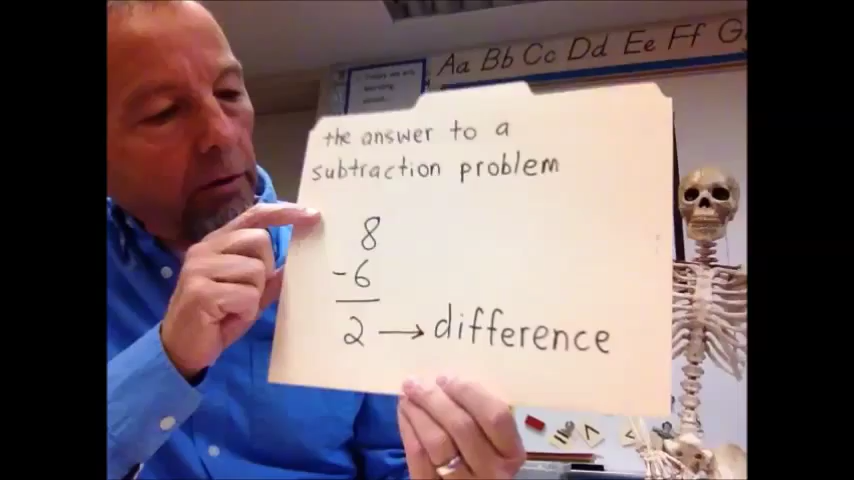 Aa Bb Cc Dd Ee Ff G
the answer to a
subtraction problem
8
-6
2 → difference